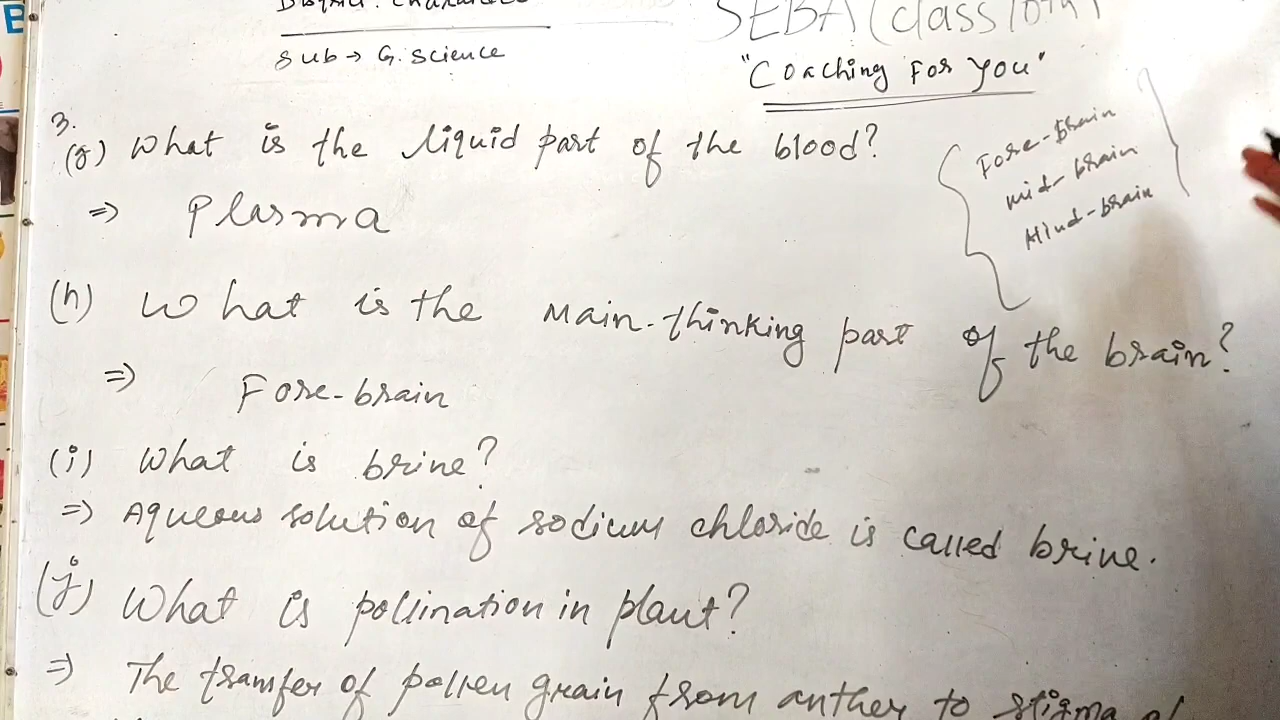 B
SEBA (class 10th)
Sub → G. Science
"Coaching For You"
3.
(g) What is the liquid part of the blood?
⇒ Plasma
Fore-brain
Mid-brain
Hind-brain
(h) What is the Main-thinking part of the brain?
⇒ Fore-brain
(i) What is brine?
⇒ Aqueous solution of sodium chloride is called brine.
(j) What is pollination in plant?
⇒ The transfer of pollen grain from anther to stigma of